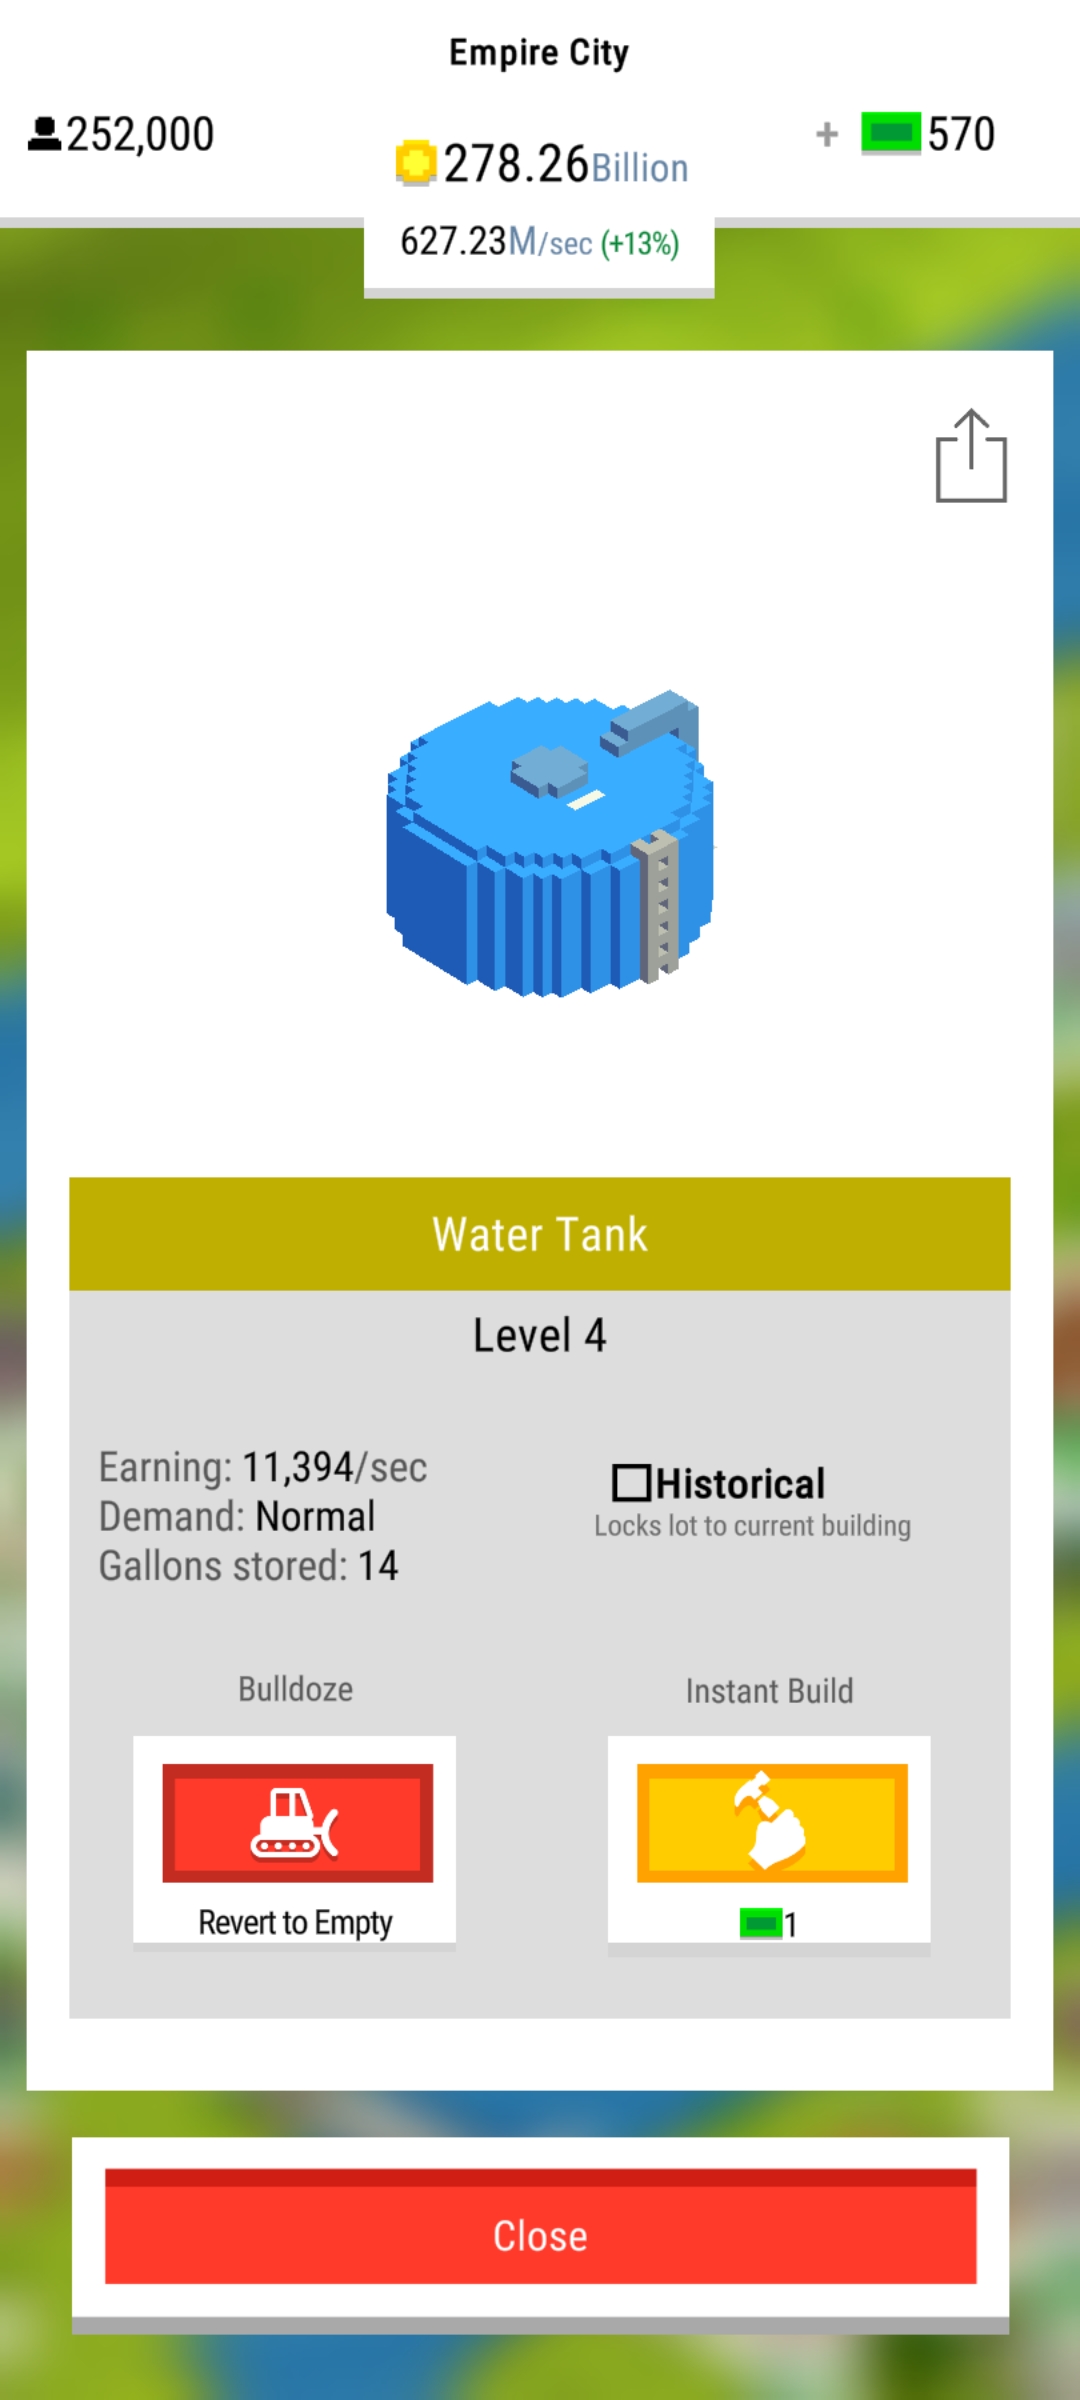 Empire City
252,000
278.26Billion
+ 570
627.23M/sec (+13%)
Water Tank
Level 4
Earning: 11,394/sec
Demand: Normal
Gallons stored: 14
Historical
Locks lot to current building
Bulldoze
Revert to Empty
Instant Build
1
Close